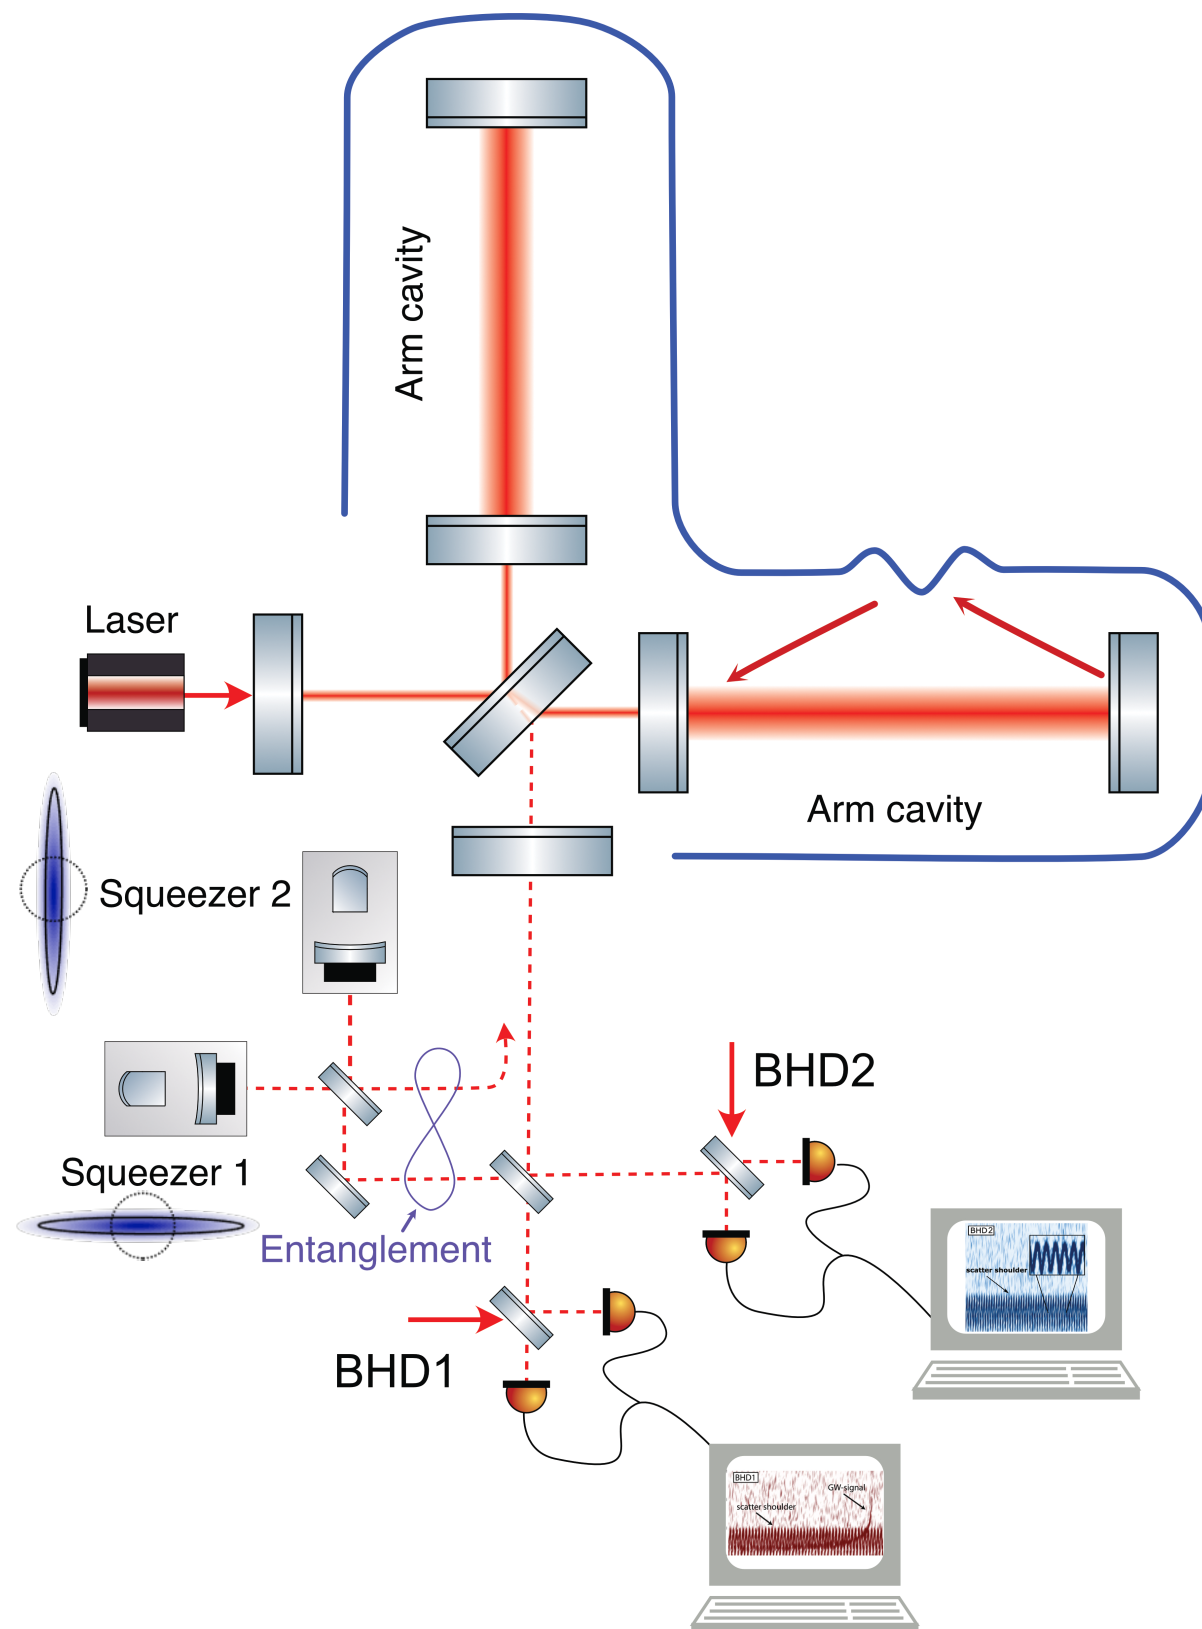 Arm cavity
Laser
Arm cavity
Squeezer 2
BHD2
Squeezer 1
Entanglement
BHD2
scatter shoulder
BHD1
BHD1
GW-signal
scatter shoulder